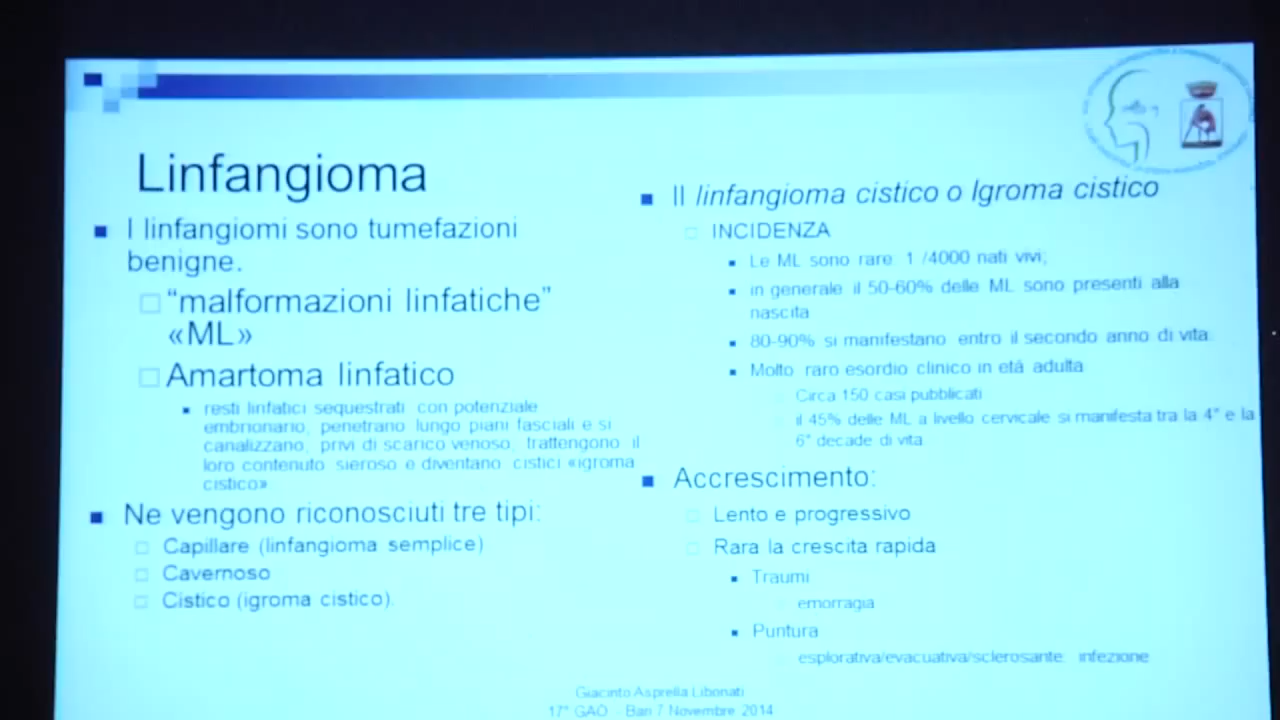 Linfangioma
I linfangiomi sono tumefazioni
benigne.
"malformazioni linfatiche"
«ML»
Amartoma linfatico
resti linfatici sequestrati con potenziale
embrionario, penetrano lungo piani fasciali e si
canalizzano, privi di scarico venoso, trattengono il
loro contenuto sieroso e diventano cistici «igroma
cistico»
Ne vengono riconosciuti tre tipi:
Capillare (linfangioma semplice)
Cavernoso
Cistico (igroma cistico).
Il linfangioma cistico o Igroma cistico
INCIDENZA
Le ML sono rare 1 /4000 nati vivi;
in generale il 50-60% delle ML sono presenti alla
nascita
80-90% si manifestano entro il secondo anno di vita.
Molto raro esordio clinico in età adulta
Circa 150 casi pubblicati
il 45% delle ML a livello cervicale si manifesta tra la 4° e la
6° decade di vita
Accrescimento:
Lento e progressivo
Rara la crescita rapida
Traumi
emorragia
Puntura
esplorativa/evacuativa/sclerosante: infezione
Giacinto Asprella Libonati
17° GAO - Bari 7 Novembre 2014